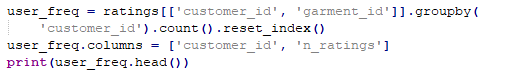 user_freq = ratings[['customer_id', 'garment_id']].groupby(
'customer_id').count().reset_index()
user_freq.columns = ['customer_id', 'n_ratings']
print(user_freq.head())